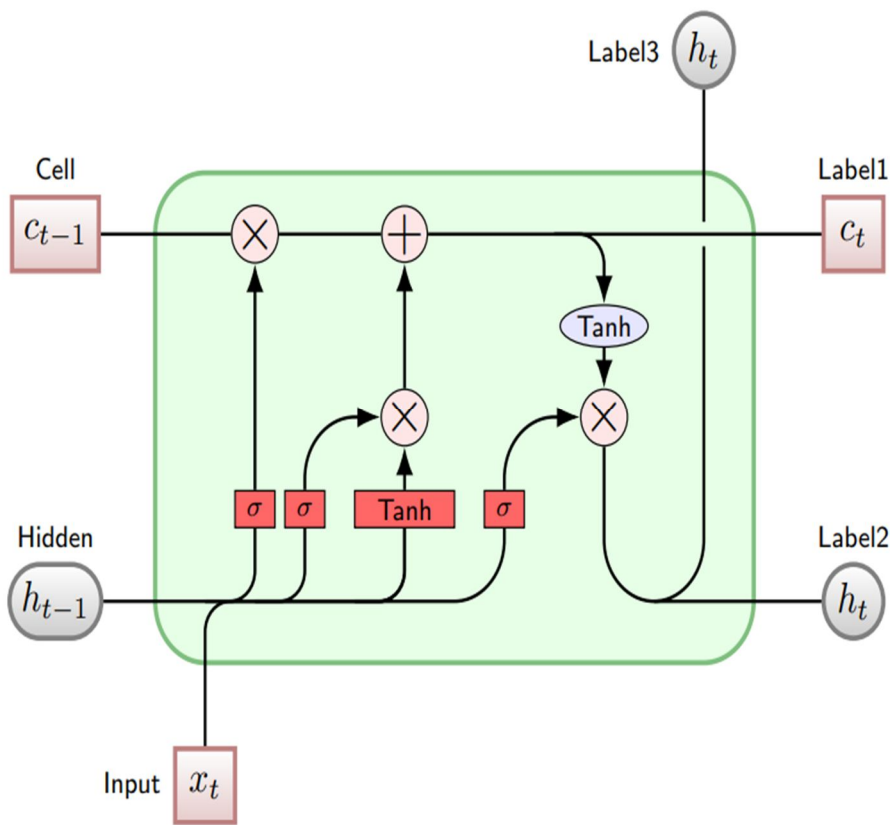 Label3 h_t
Cell
Label1
c_{t-1}
×
+
c_t
Tanh
×
×
σ
σ
Tanh
σ
Hidden
Label2
h_{t-1}
h_t
Input x_t